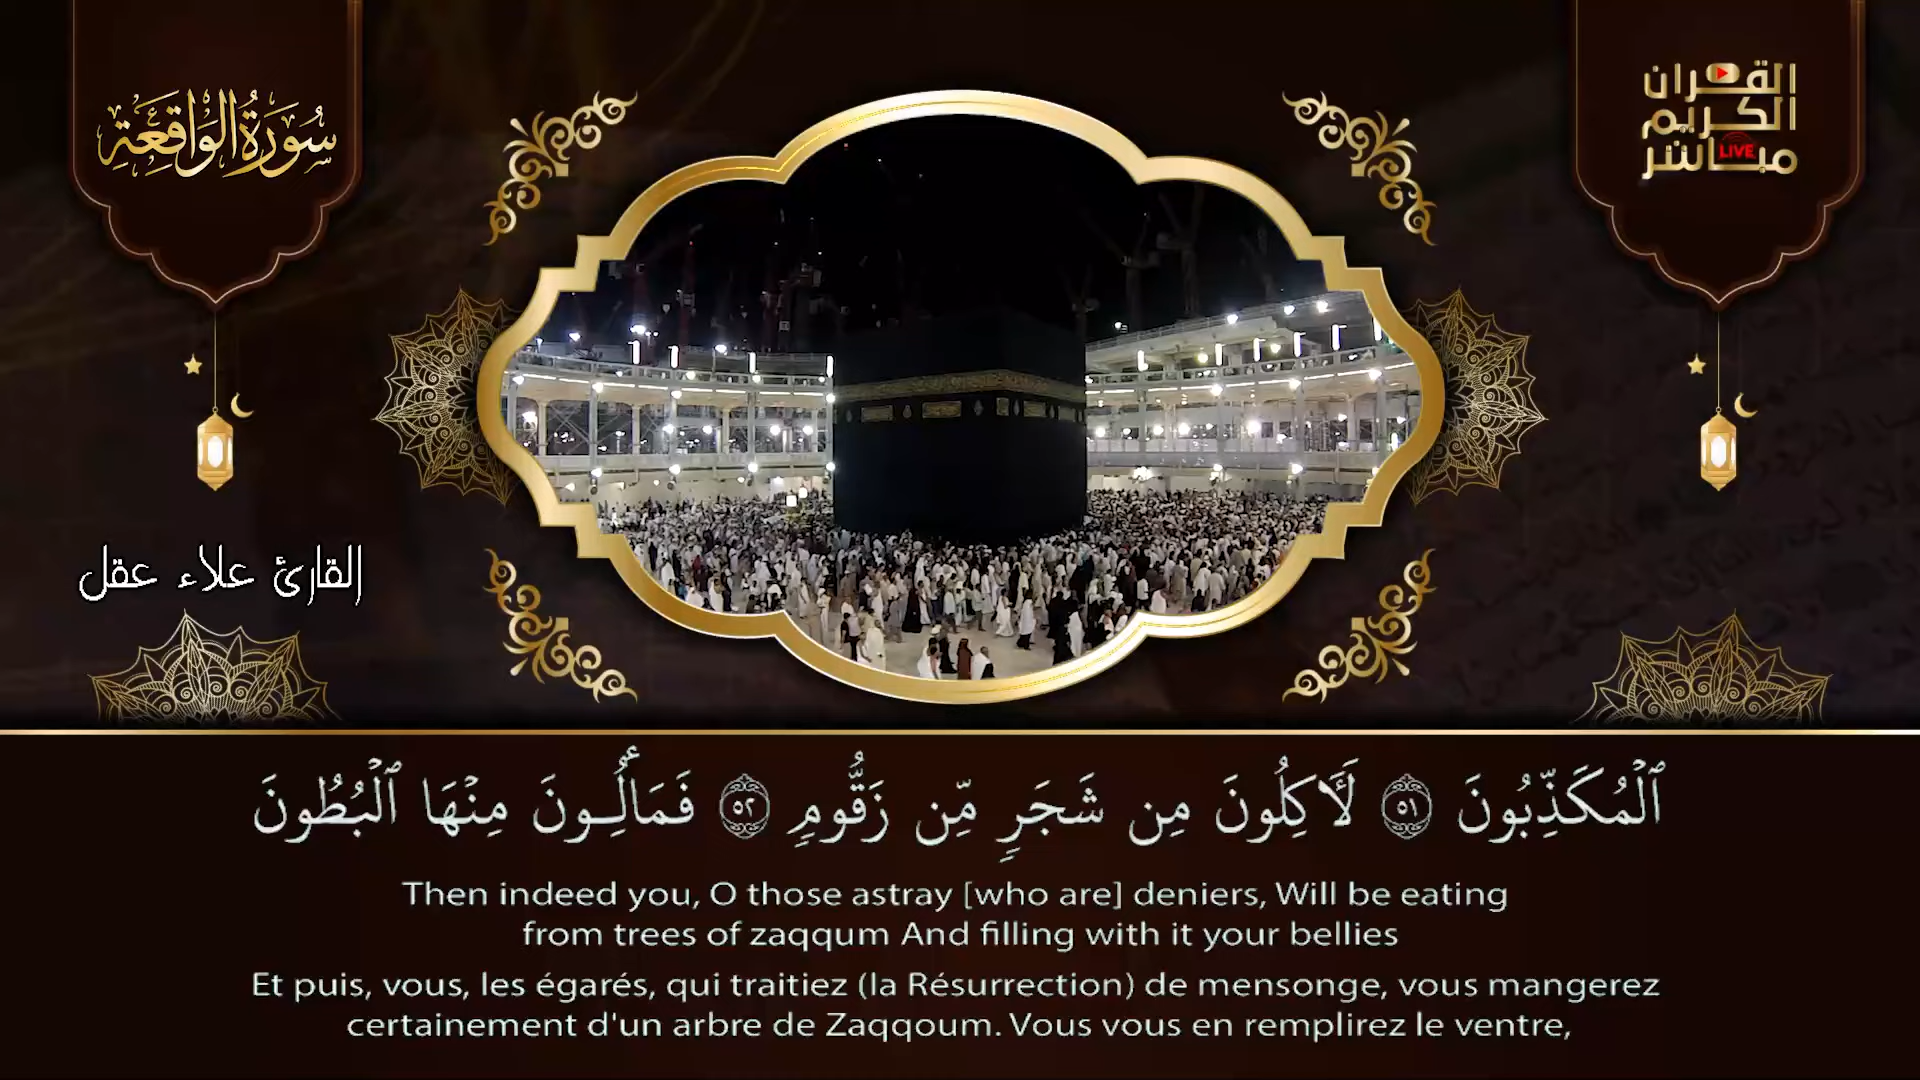 سُورَةُ الوَاقِعَةِ
القرآن
الكريم
مباشر
LIVE
القارئ علاء عقل
ٱلْمُكَذِّبُونَ ٥١ لَـَٔاكِلُونَ مِن شَجَرٍ مِّن زَقُّومٍ ٥٢ فَمَالِـُٔونَ مِنْهَا ٱلْبُطُونَ
Then indeed you, O those astray [who are] deniers, Will be eating
from trees of zaqqum And filling with it your bellies
Et puis, vous, les égarés, qui traitiez (la Résurrection) de mensonge, vous mangerez
certainement d'un arbre de Zaqqoum. Vous vous en remplirez le ventre,